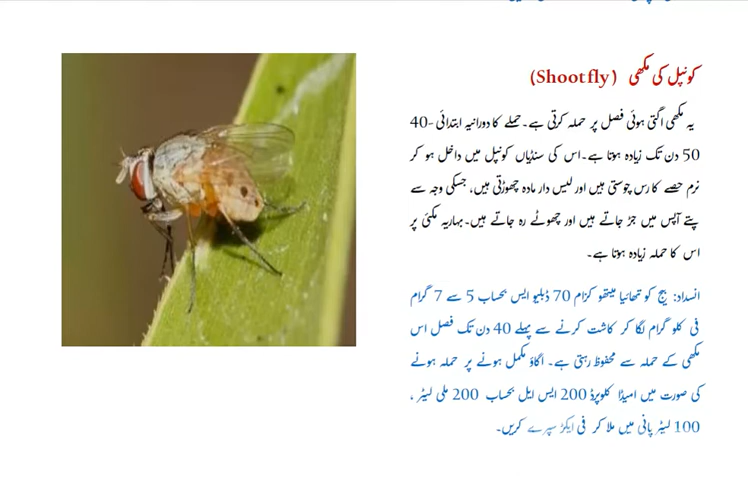 کونپل کی مکھی (Shootfly)
یہ مکھی اگتی ہوئی فصل پر حملہ کرتی ہے۔حملے کا دورانیہ ابتدائی 40-
50 دن تک زیادہ ہوتا ہے۔اس کی سنڈیاں کونپل میں داخل ہو کر
نرم حصے کا رس چوستی ہیں اور لیس دار مادہ چھوڑتی ہیں، جسکی وجہ سے
پتے آپس میں جڑ جاتے ہیں اور چھوٹے رہ جاتے ہیں۔بہاریہ مکئی پر
اس کا حملہ زیادہ ہوتا ہے۔
انسداد: بیج کو تھائیا میتھو کزام 70 ڈبلیو ایس بحساب 5 سے 7 گرام
فی کلو گرام لگا کر کاشت کرنے سے پہلے 40 دن تک فصل اس
مکھی کے حملہ سے محفوظ رہتی ہے۔ اگاؤ مکمل ہونے پر حملہ ہونے
کی صورت میں امیڈا کلوپرڈ 200 ایس ایل بحساب 200 ملی لیٹر ،
100 لیٹر پانی میں ملا کر فی ایکڑ سپرے کریں۔